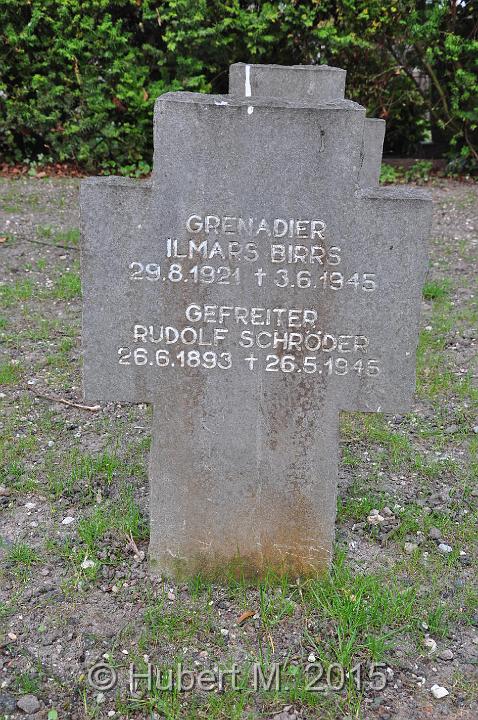 GRENADIER
ILMARS BIRRS
29.8.1921 † 3.6.1945
GEFREITER
RUDOLF SCHRÖDER
26.6.1893 † 26.5.1945
© Hubert M. 2015